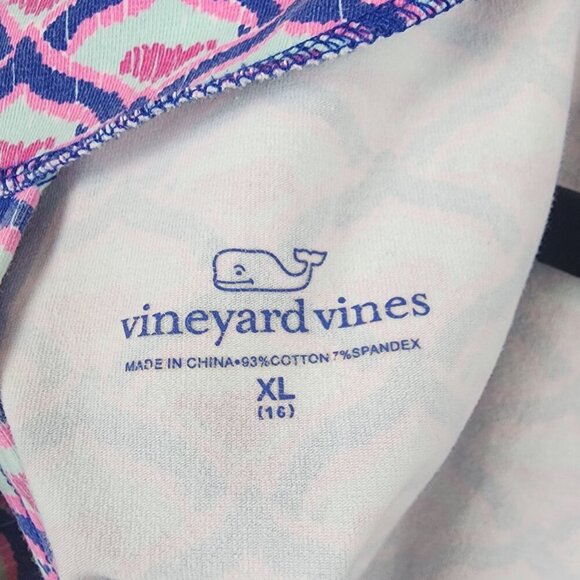 vineyard vines
MADE IN CHINA•93%COTTON 7%SPANDEX
XL
(16)